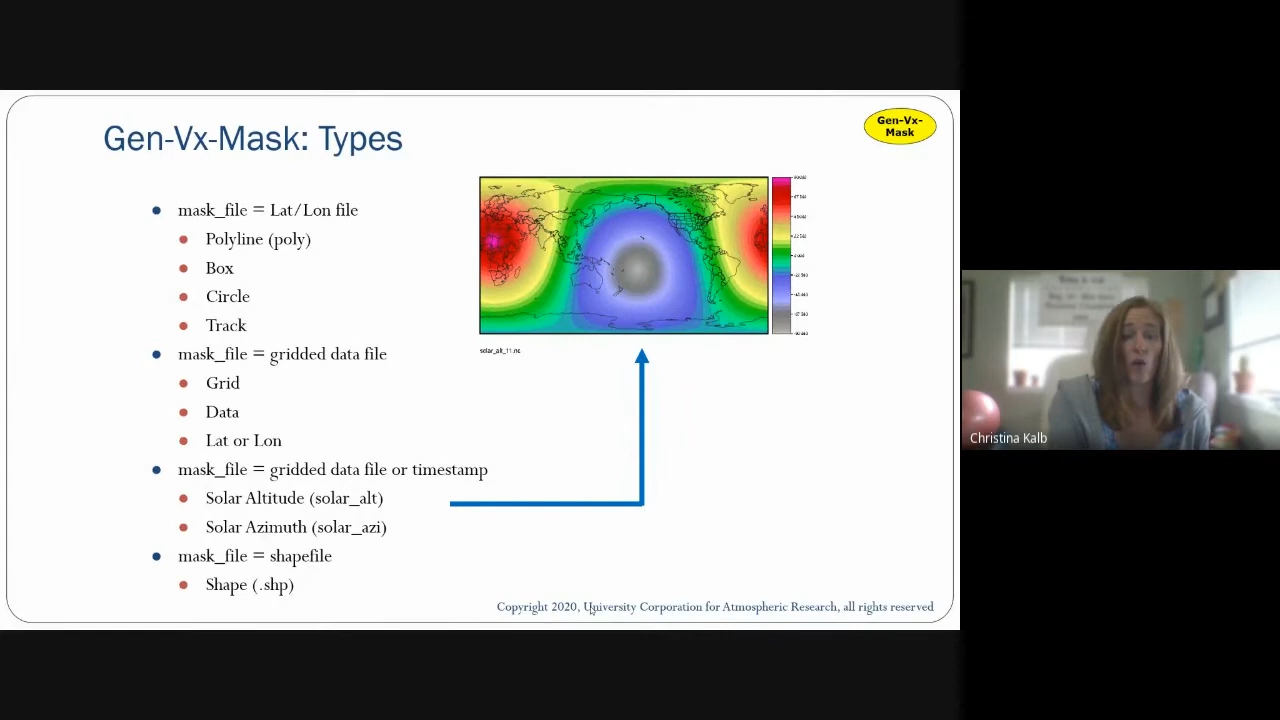 Gen-Vx-Mask: Types
Gen-Vx-
Mask
mask_file = Lat/Lon file
Polyline (poly)
Box
Circle
Track
mask_file = gridded data file
Grid
Data
Lat or Lon
mask_file = gridded data file or timestamp
Solar Altitude (solar_alt)
Solar Azimuth (solar_azi)
mask_file = shapefile
Shape (.shp)
solar_alt_11.nc
Copyright 2020, University Corporation for Atmospheric Research, all rights reserved
Christina Kalb